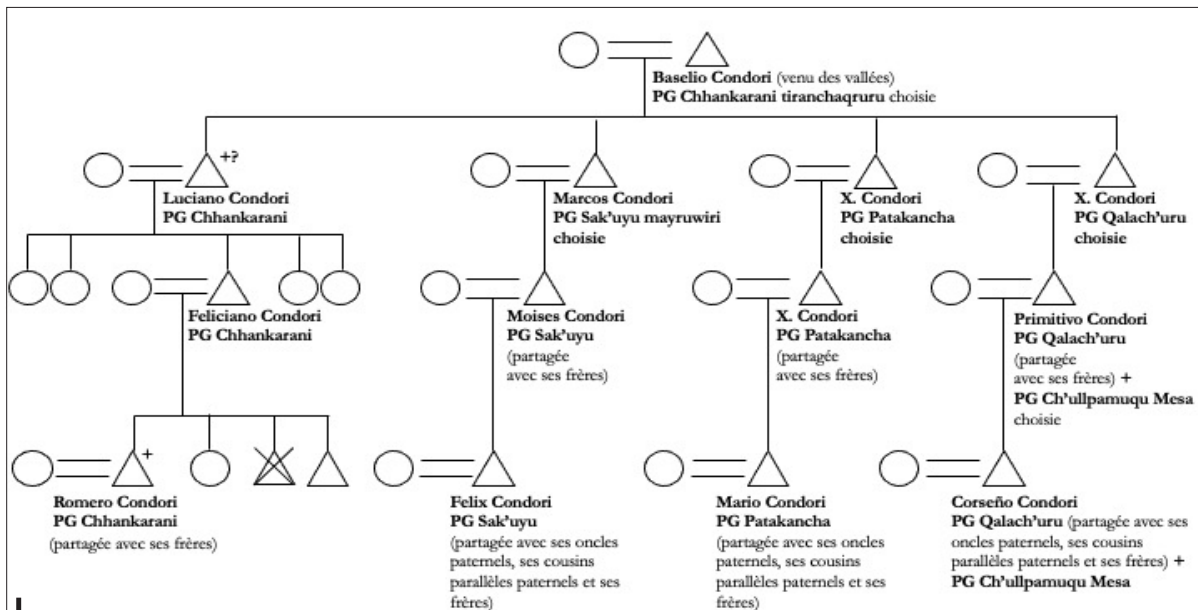 Baselio Condori (venu des vallées)
PG Chhankarani tiranchaqruru choisie
+?
Luciano Condori
PG Chhankarani
Marcos Condori
PG Sak'uyu mayruwiri
choisie
X. Condori
PG Patakancha
choisie
X. Condori
PG Qalach'uru
choisie
Feliciano Condori
PG Chhankarani
Moises Condori
PG Sak'uyu
(partagée
avec ses frères)
X. Condori
PG Patakancha
(partagée
avec ses frères)
Primitivo Condori
PG Qalach'uru
(partagée
avec ses frères) +
PG Ch'ullpamuqu Mesa
choisie
+
Romero Condori
PG Chhankarani
(partagée avec ses frères)
Felix Condori
PG Sak'uyu
(partagée avec ses oncles
paternels, ses cousins
parallèles paternels et ses
frères)
Mario Condori
PG Patakancha
(partagée avec ses oncles
paternels, ses cousins
parallèles paternels et ses
frères)
Corseño Condori
PG Qalach'uru (partagée avec ses
oncles paternels, ses cousins
parallèles paternels et ses frères) +
PG Ch'ullpamuqu Mesa